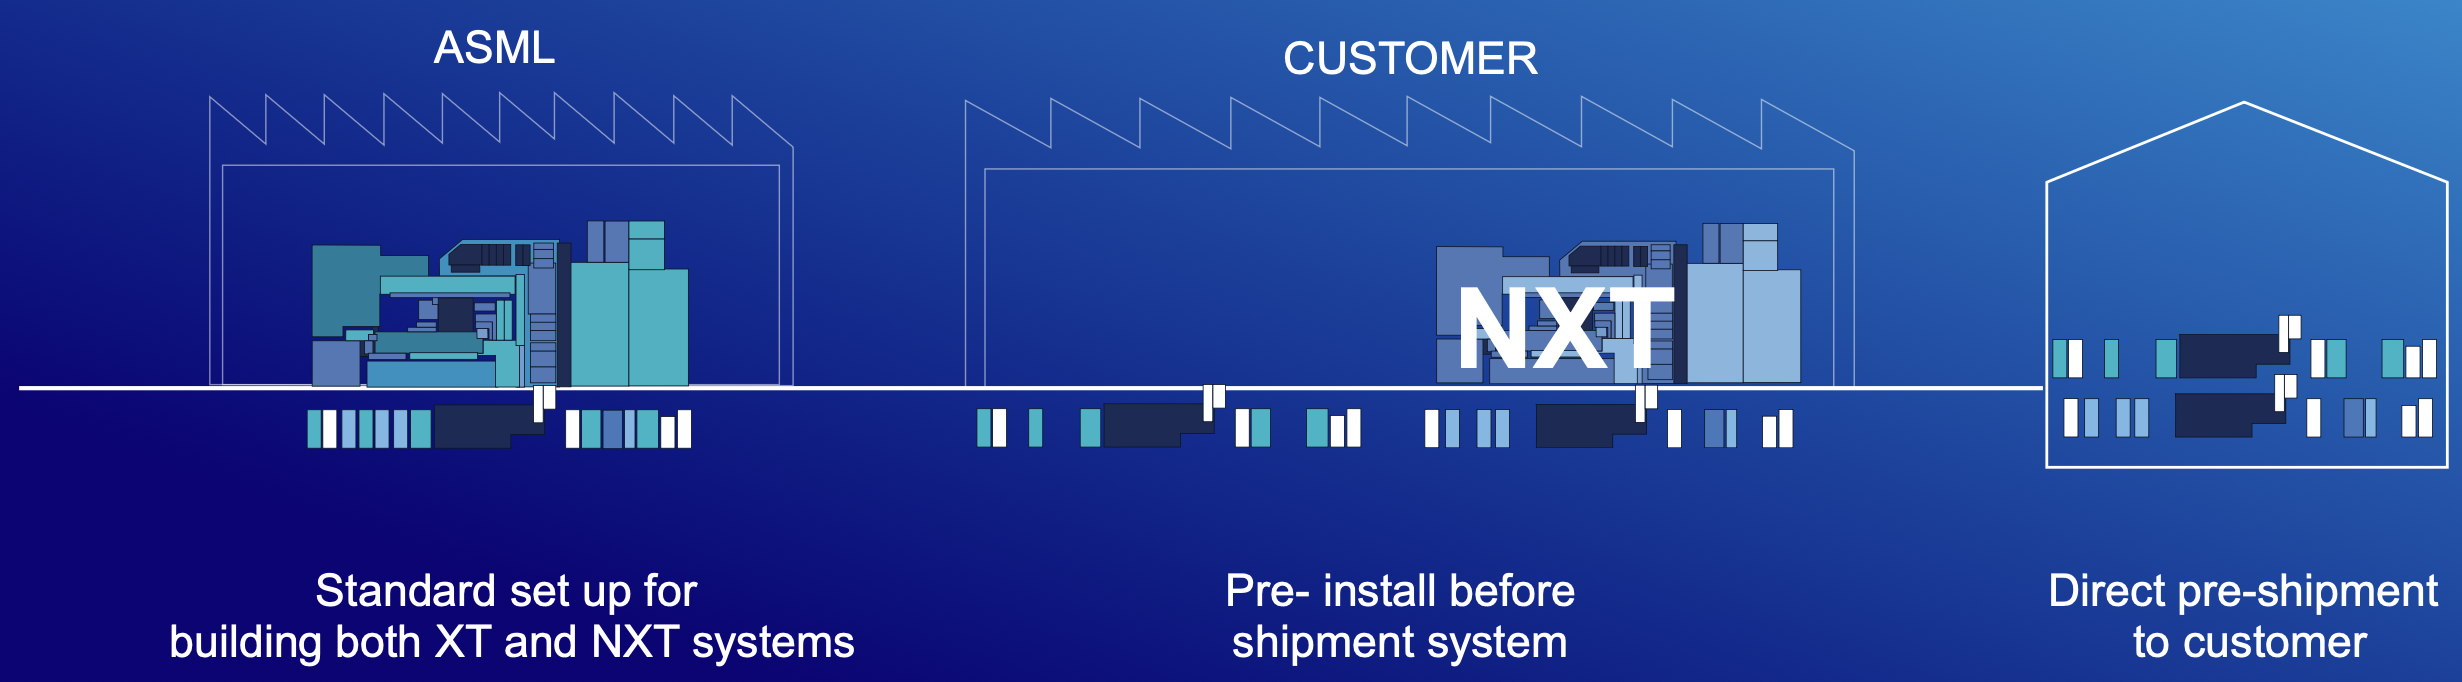 ASML
CUSTOMER
NXT
Standard set up for
building both XT and NXT systems
Pre- install before
shipment system
Direct pre-shipment
to customer